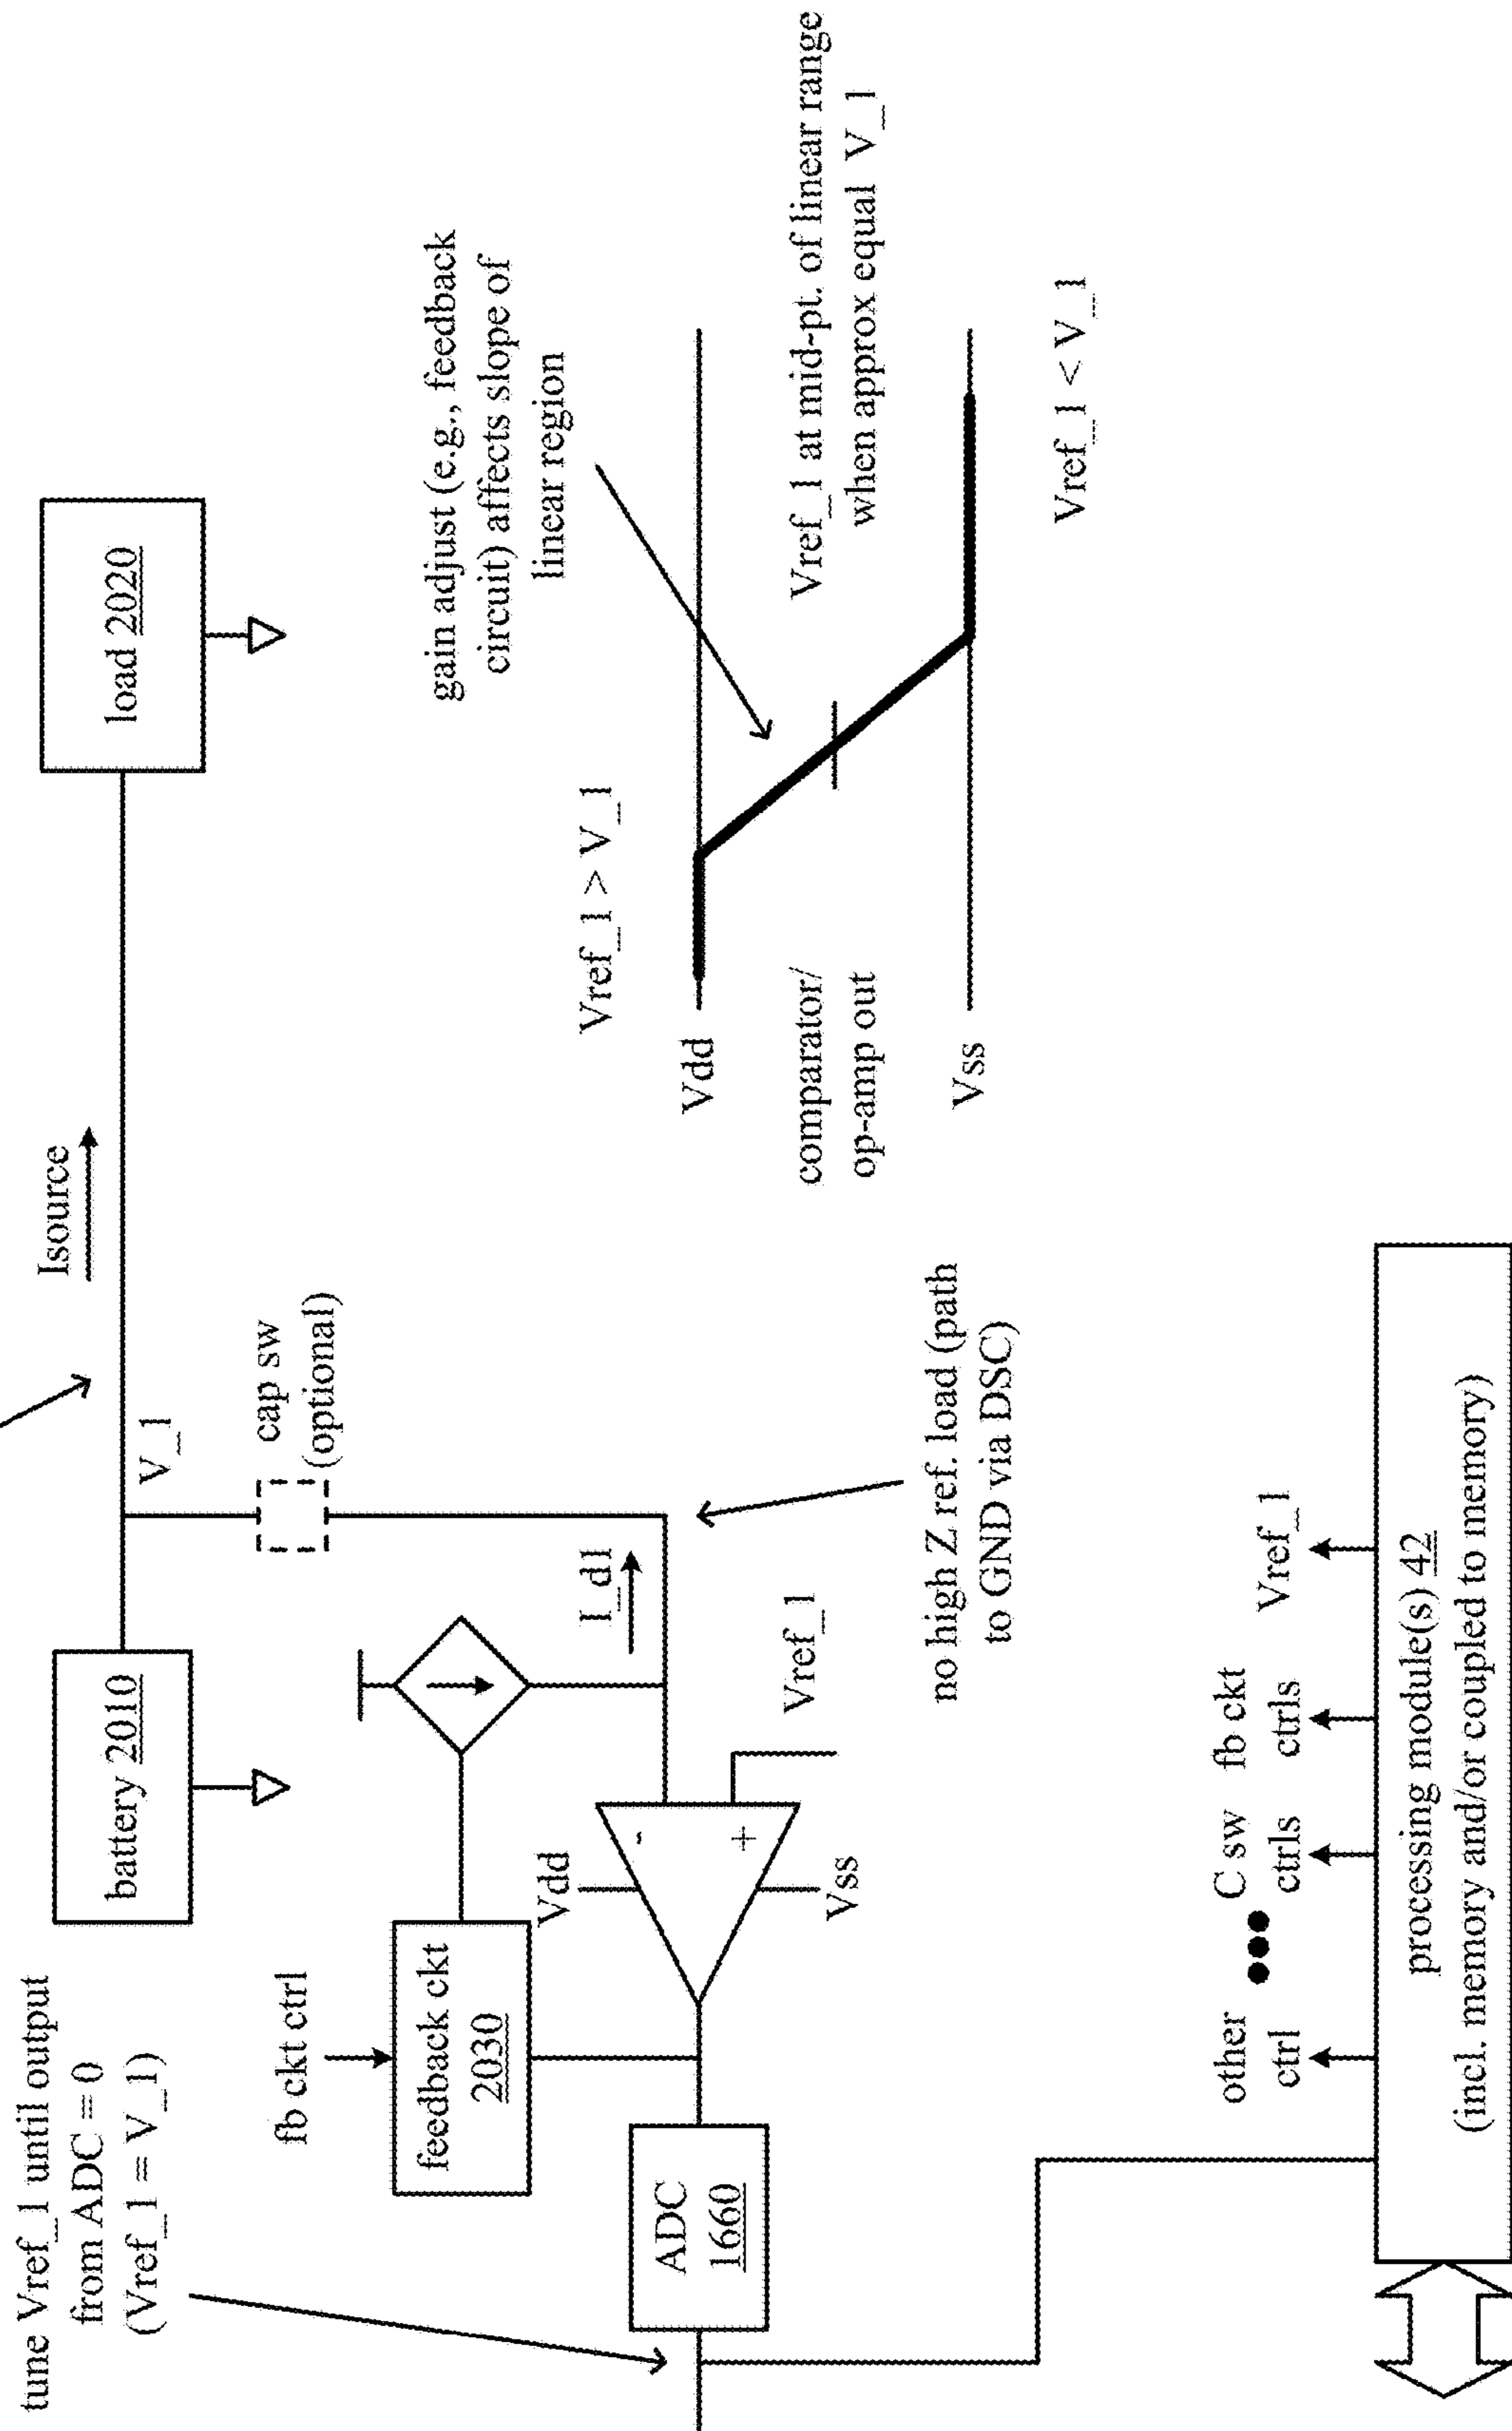 tune Vref_1 until output
from ADC = 0
(Vref_1 = V_1)
battery 2010
V_1
Isource
load 2020
cap sw
(optional)
fb ckt ctrl
feedback ckt
2030
I_d1
Vdd
-
+
Vss
Vref_1
ADC
1660
no high Z ref. load (path
to GND via DSC)
gain adjust (e.g., feedback
circuit) affects slope of
linear region
Vref_1 > V_1
Vdd
comparator/
op-amp out
Vss
Vref_1 at mid-pt. of linear range
when approx equal V_1
Vref_1 < V_1
other
ctrl
C sw
ctrls
fb ckt
ctrls
Vref_1
processing module(s) 42
(incl. memory and/or coupled to memory)